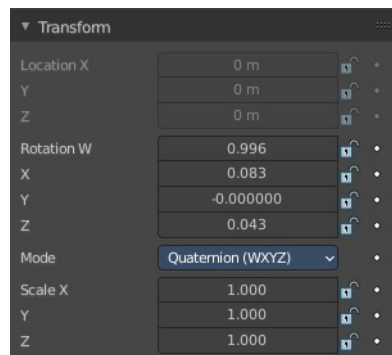 Transform
Location X 0 m
Y 0 m
Z 0 m
Rotation W 0.996
X 0.083
Y -0.000000
Z 0.043
Mode Quaternion (WXYZ)
Scale X 1.000
Y 1.000
Z 1.000